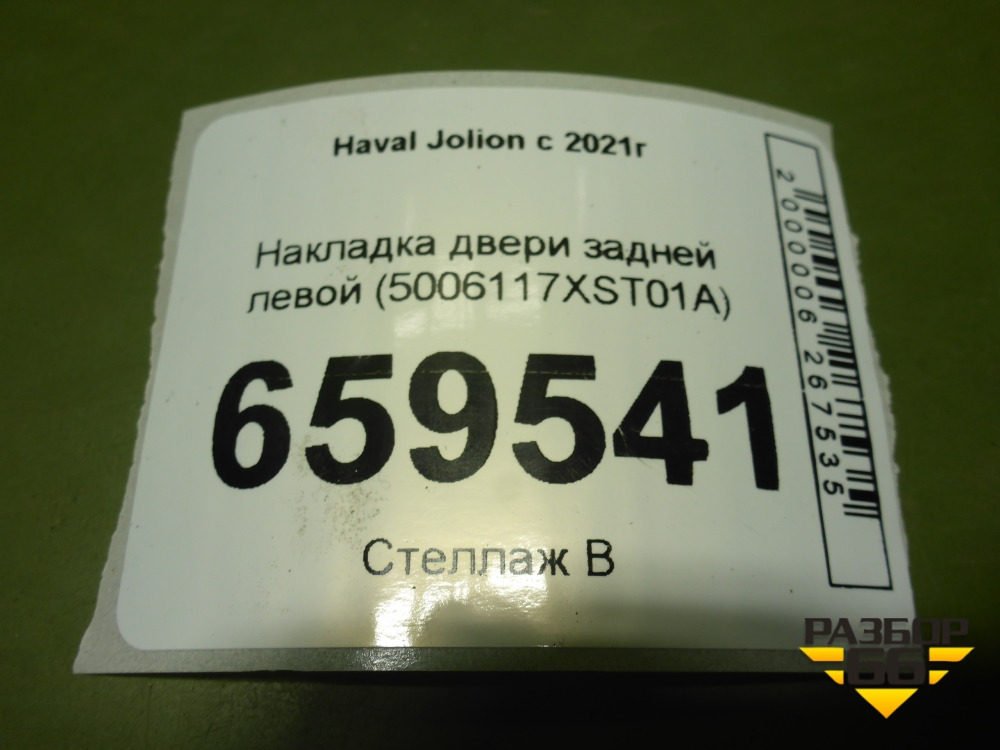 Haval Jolion с 2021г
Накладка двери задней
левой (5006117XST01A)
659541
Стеллаж В
2000006267535
РАЗБОР
66